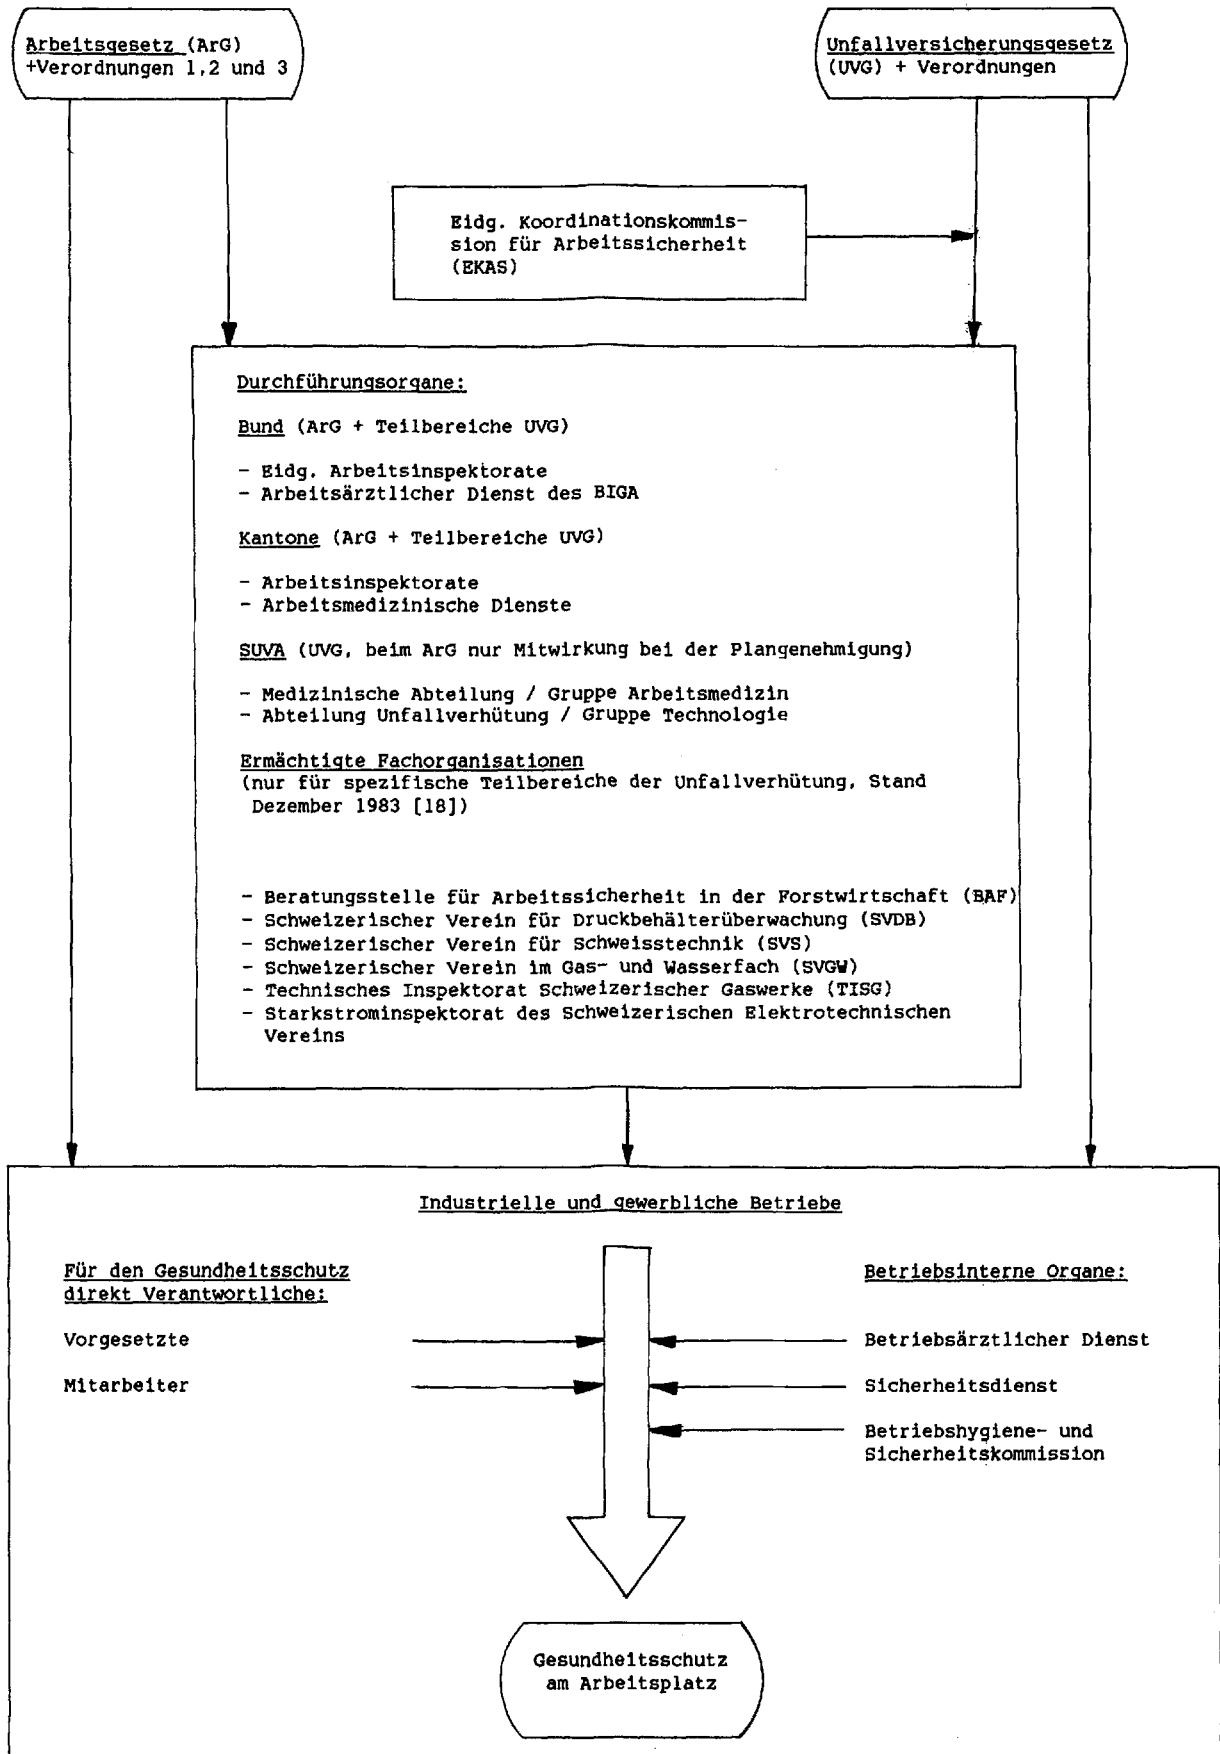 Arbeitsgesetz (ArG)
+Verordnungen 1,2 und 3
Unfallversicherungsgesetz
(UVG) + Verordnungen
Eidg. Koordinationskommis-
sion für Arbeitssicherheit
(EKAS)
Durchführungsorgane:
Bund (ArG + Teilbereiche UVG)
- Eidg. Arbeitsinspektorate
- Arbeitsärztlicher Dienst des BIGA
Kantone (ArG + Teilbereiche UVG)
- Arbeitsinspektorate
- Arbeitsmedizinische Dienste
SUVA (UVG, beim ArG nur Mitwirkung bei der Plangenehmigung)
- Medizinische Abteilung / Gruppe Arbeitsmedizin
- Abteilung Unfallverhütung / Gruppe Technologie
Ermächtigte Fachorganisationen
(nur für spezifische Teilbereiche der Unfallverhütung, Stand
Dezember 1983 [18])
- Beratungsstelle für Arbeitssicherheit in der Forstwirtschaft (BAF)
- Schweizerischer Verein für Druckbehälterüberwachung (SVDB)
- Schweizerischer Verein für Schweisstechnik (SVS)
- Schweizerischer Verein im Gas- und Wasserfach (SVGW)
- Technisches Inspektorat Schweizerischer Gaswerke (TISG)
- Starkstrominspektorat des Schweizerischen Elektrotechnischen
Vereins
Industrielle und gewerbliche Betriebe
Für den Gesundheitsschutz
direkt Verantwortliche:
Vorgesetzte
Mitarbeiter
Betriebsinterne Organe:
Betriebsärztlicher Dienst
Sicherheitsdienst
Betriebshygiene- und
Sicherheitskommission
Gesundheitsschutz
am Arbeitsplatz